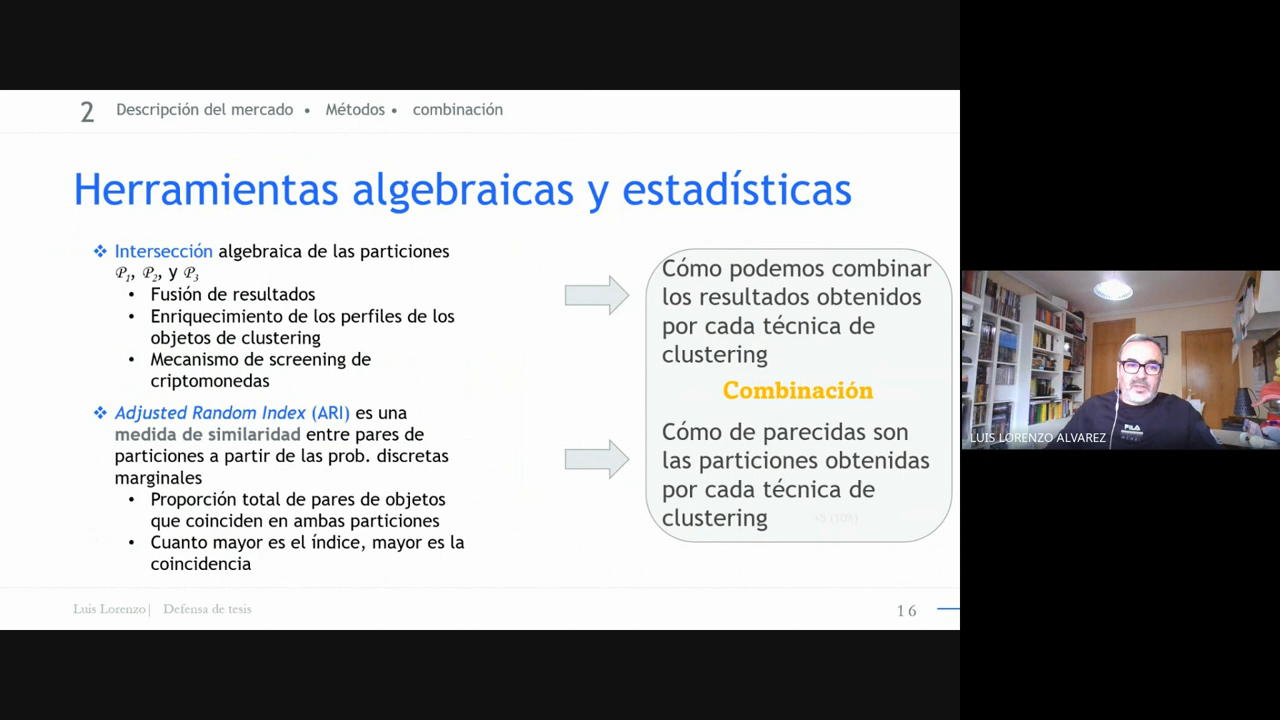 2 Descripción del mercado • Métodos • combinación
Herramientas algebraicas y estadísticas
❖ Intersección algebraica de las particiones
𝒫1, 𝒫2, y 𝒫3
• Fusión de resultados
• Enriquecimiento de los perfiles de los
objetos de clustering
• Mecanismo de screening de
criptomonedas
❖ Adjusted Random Index (ARI) es una
medida de similaridad entre pares de
particiones a partir de las prob. discretas
marginales
• Proporción total de pares de objetos
que coinciden en ambas particiones
• Cuanto mayor es el índice, mayor es la
coincidencia
Cómo podemos combinar
los resultados obtenidos
por cada técnica de
clustering
Combinación
Cómo de parecidas son
las particiones obtenidas
por cada técnica de
clustering
Luis Lorenzo| Defensa de tesis
16
FILA
LUIS LORENZO ALVAREZ